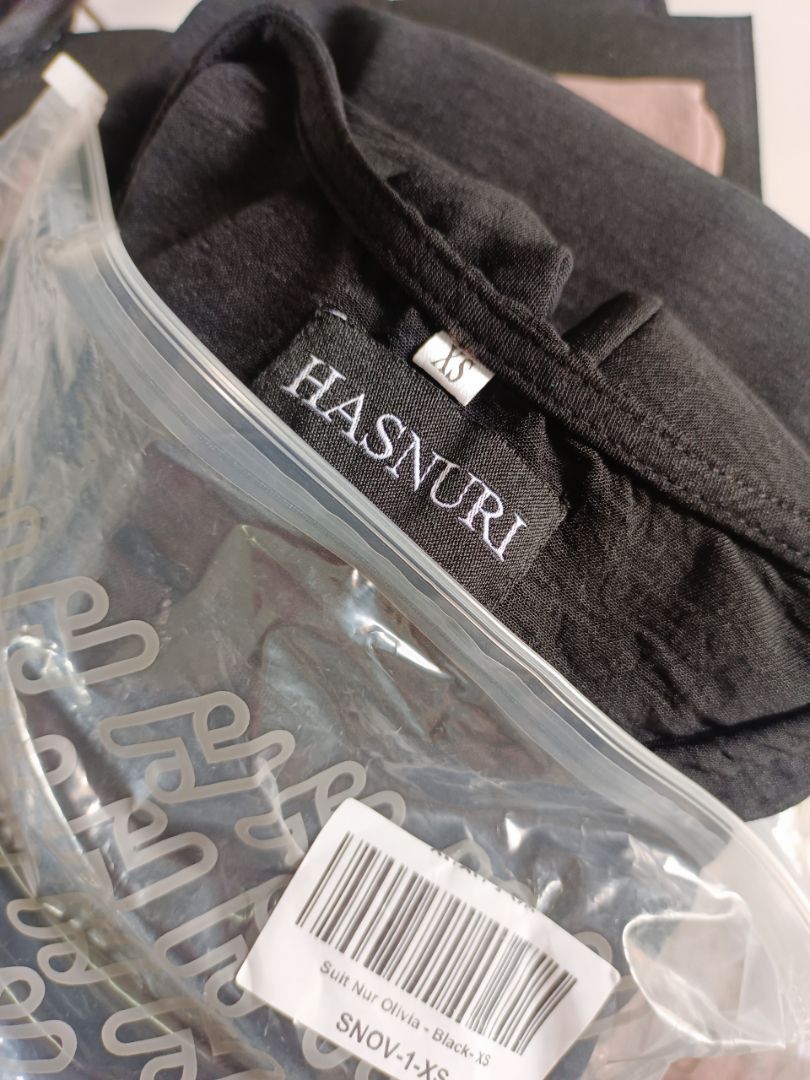 XS
HASNURI
Suit Nur Olivia - Black-XS
SNOV-1-XS